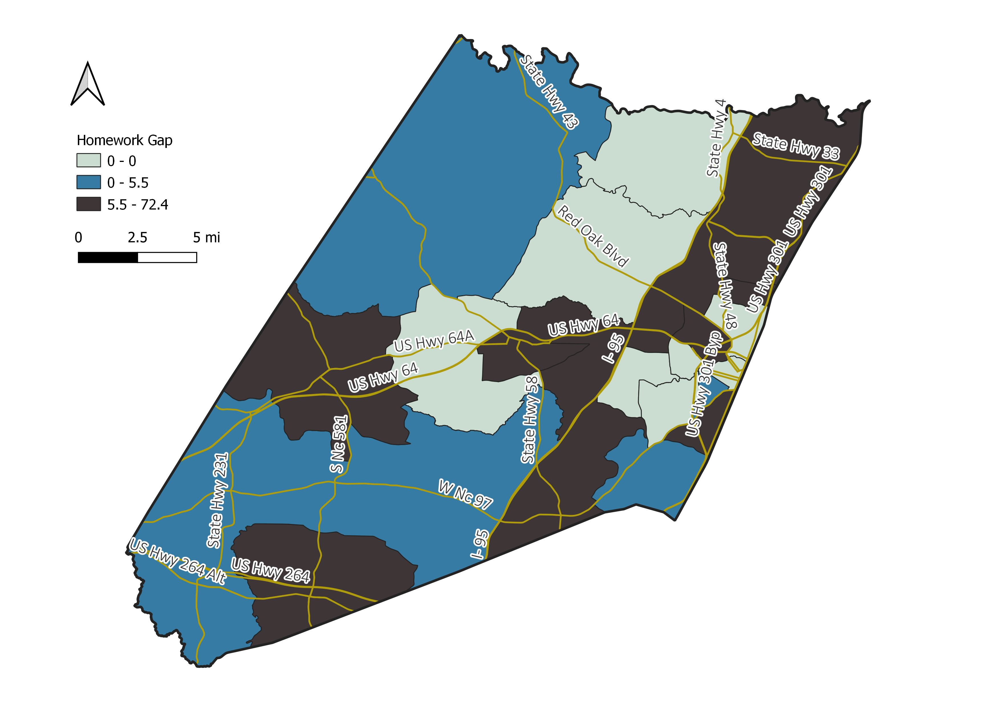 State Hwy 43
State Hwy 4
State Hwy 33
Homework Gap
0 - 0
0 - 5.5
5.5 - 72.4
0 2.5 5 mi
US Hwy 301
Red Oak Blvd
US Hwy 301
State Hwy 48
US Hwy 64
US Hwy 64A
I- 95
US Hwy 301 Byp
US Hwy 64
State Hwy 58
S Nc 581
State Hwy 231
W Nc 97
I- 95
US Hwy 264 Alt
US Hwy 264